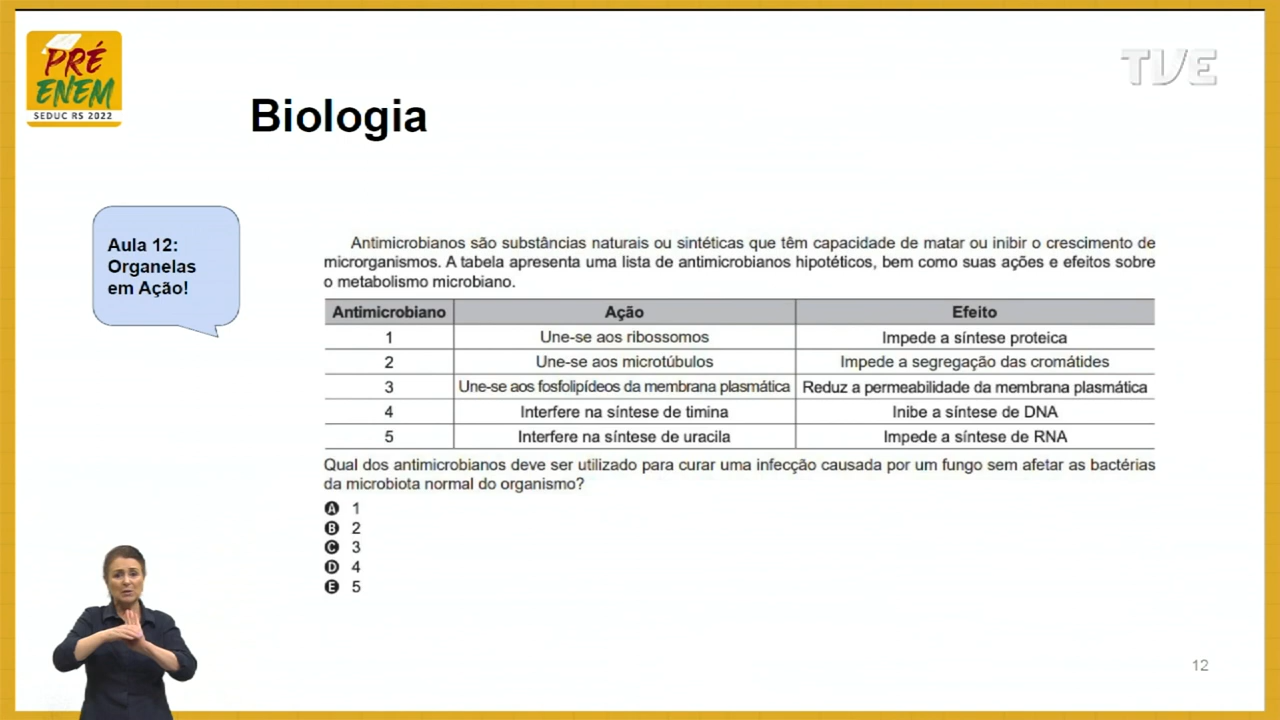 PRÉ
ENEM
SEDUC RS 2022
TVE
Biologia
Aula 12:
Organelas
em Ação!
Antimicrobianos são substâncias naturais ou sintéticas que têm capacidade de matar ou inibir o crescimento de
microrganismos. A tabela apresenta uma lista de antimicrobianos hipotéticos, bem como suas ações e efeitos sobre
o metabolismo microbiano.
Antimicrobiano Ação Efeito
1 Une-se aos ribossomos Impede a síntese proteica
2 Une-se aos microtúbulos Impede a segregação das cromátides
3 Une-se aos fosfolipídeos da membrana plasmática Reduz a permeabilidade da membrana plasmática
4 Interfere na síntese de timina Inibe a síntese de DNA
5 Interfere na síntese de uracila Impede a síntese de RNA
Qual dos antimicrobianos deve ser utilizado para curar uma infecção causada por um fungo sem afetar as bactérias
da microbiota normal do organismo?
A 1
B 2
C 3
D 4
E 5
12